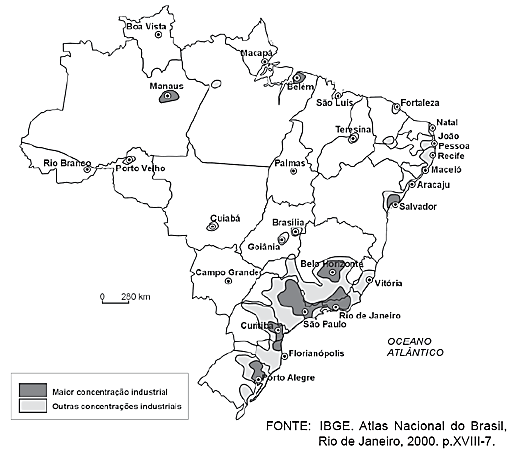 Boa Vista
Macapá
Manaus
Belém
São Luis
Fortaleza
Teresina
Natal
João
Pessoa
Recife
Maceló
Aracaju
Rio Branco
Porto Velho
Palmas
Salvador
Cuiabá
Brasília
Goiânia
Belo Horizonte
Campo Grande
Vitória
0 280 km
Rio de Janeiro
São Paulo
Curitiba
OCEANO
ATLÂNTICO
Florianópolis
Porto Alegre
Maior concentração industrial
Outras concentrações industriais
FONTE: IBGE. Atlas Nacional do Brasil,
Rio de Janeiro, 2000. p.XVIII-7.